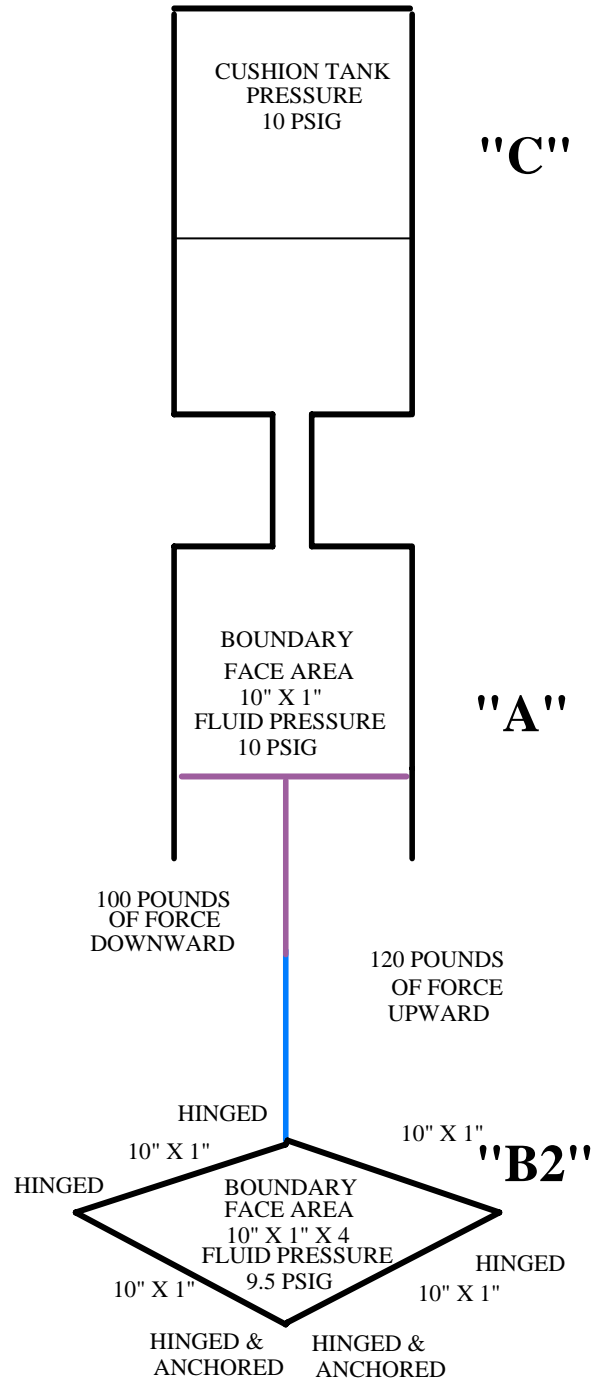 CUSHION TANK
PRESSURE
10 PSIG
"C"
BOUNDARY
FACE AREA
10" X 1"
FLUID PRESSURE
10 PSIG
"A"
100 POUNDS
OF FORCE
DOWNWARD
120 POUNDS
OF FORCE
UPWARD
HINGED
10" X 1"
10" X 1"
"B2"
HINGED
BOUNDARY
FACE AREA
10" X 1" X 4
FLUID PRESSURE
9.5 PSIG
HINGED
10" X 1"
10" X 1"
HINGED &
ANCHORED
HINGED &
ANCHORED